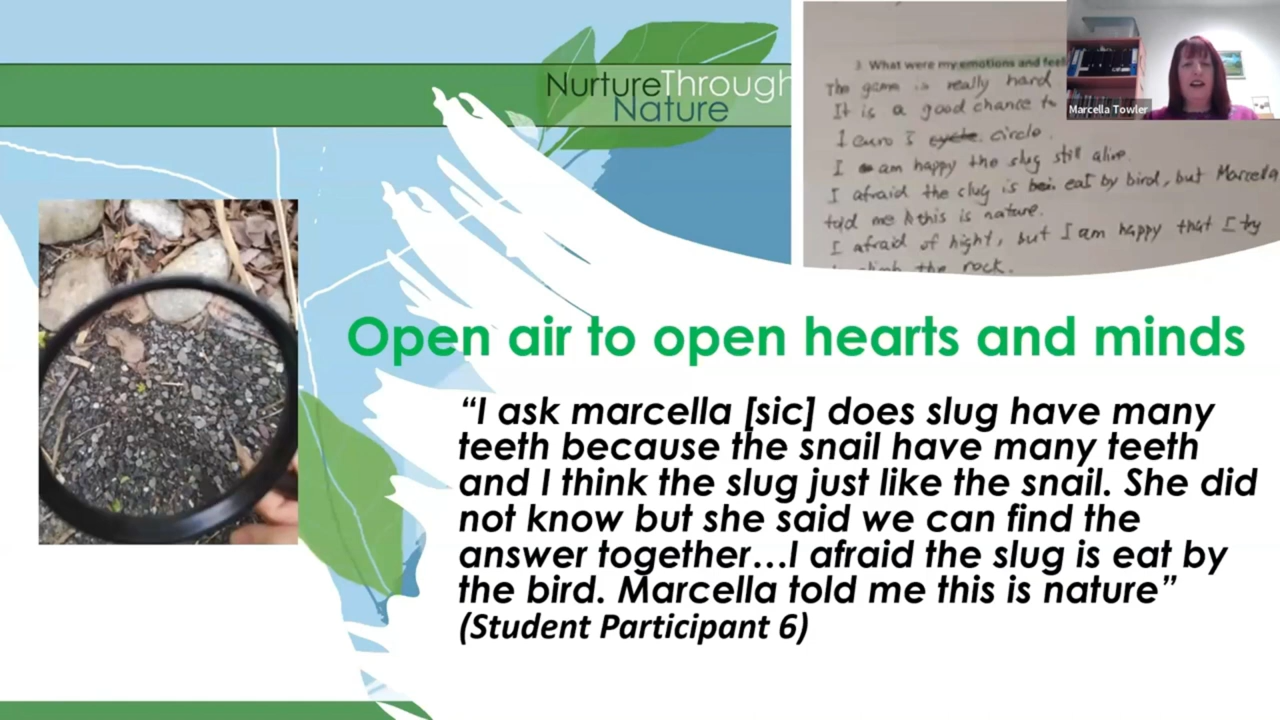 NurtureThrough
Nature
3 What were my emotions and feel
The game is really hard
It is a good chance to
I am happy the slug still alive.
I afraid the slug is eat by bird, but Marcella
told me this is nature.
I afraid of hight, but I am happy that I try
climb the rock.
Marcella Towler
Open air to open hearts and minds
“I ask marcella [sic] does slug have many
teeth because the snail have many teeth
and I think the slug just like the snail. She did
not know but she said we can find the
answer together...I afraid the slug is eat by
the bird. Marcella told me this is nature”
(Student Participant 6)